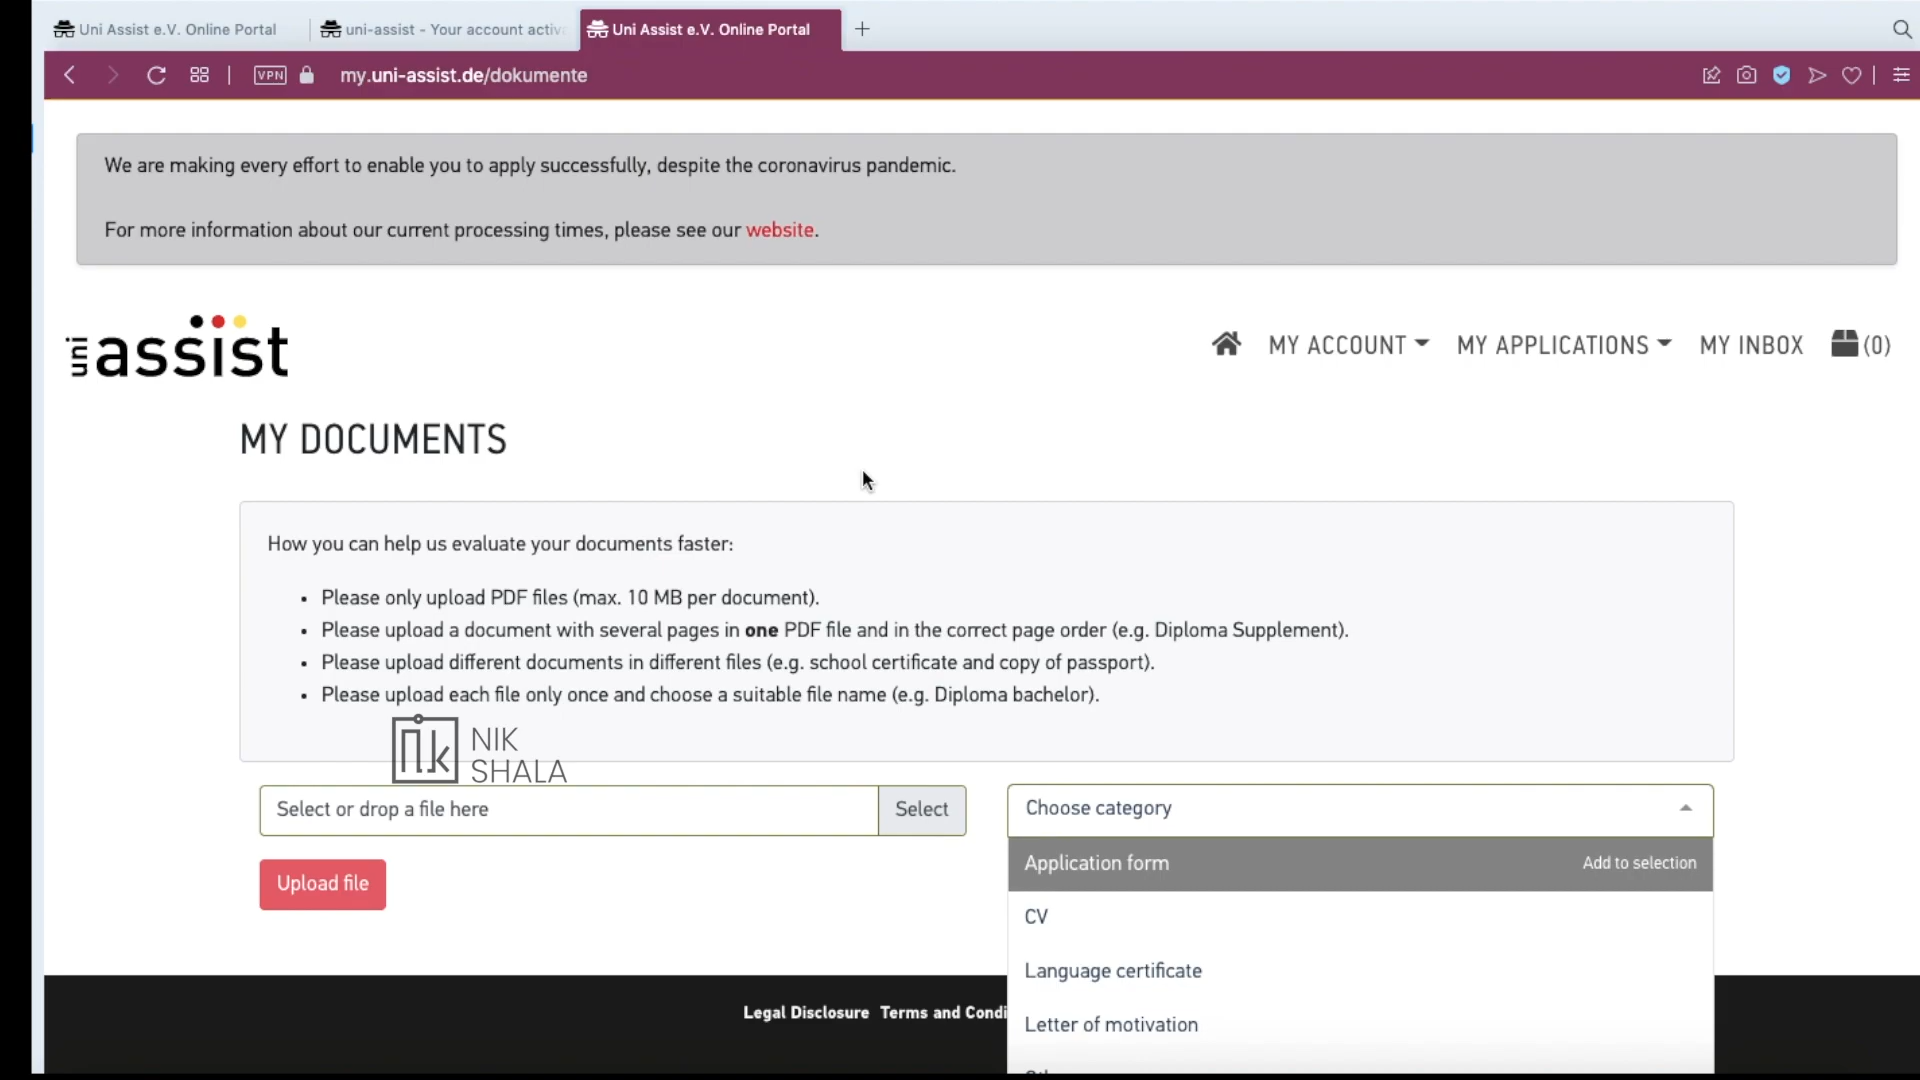 Uni Assist e.V. Online Portal
uni-assist - Your account activ
Uni Assist e.V. Online Portal
VPN
my.uni-assist.de/dokumente
We are making every effort to enable you to apply successfully, despite the coronavirus pandemic.
For more information about our current processing times, please see our website.
uni assist
MY ACCOUNT
MY APPLICATIONS
MY INBOX
(0)
MY DOCUMENTS
How you can help us evaluate your documents faster:
• Please only upload PDF files (max. 10 MB per document).
• Please upload a document with several pages in one PDF file and in the correct page order (e.g. Diploma Supplement).
• Please upload different documents in different files (e.g. school certificate and copy of passport).
• Please upload each file only once and choose a suitable file name (e.g. Diploma bachelor).
nk NIK
SHALA
Select or drop a file here
Select
Choose category
Upload file
Application form
Add to selection
CV
Language certificate
Letter of motivation
Legal Disclosure Terms and Condi